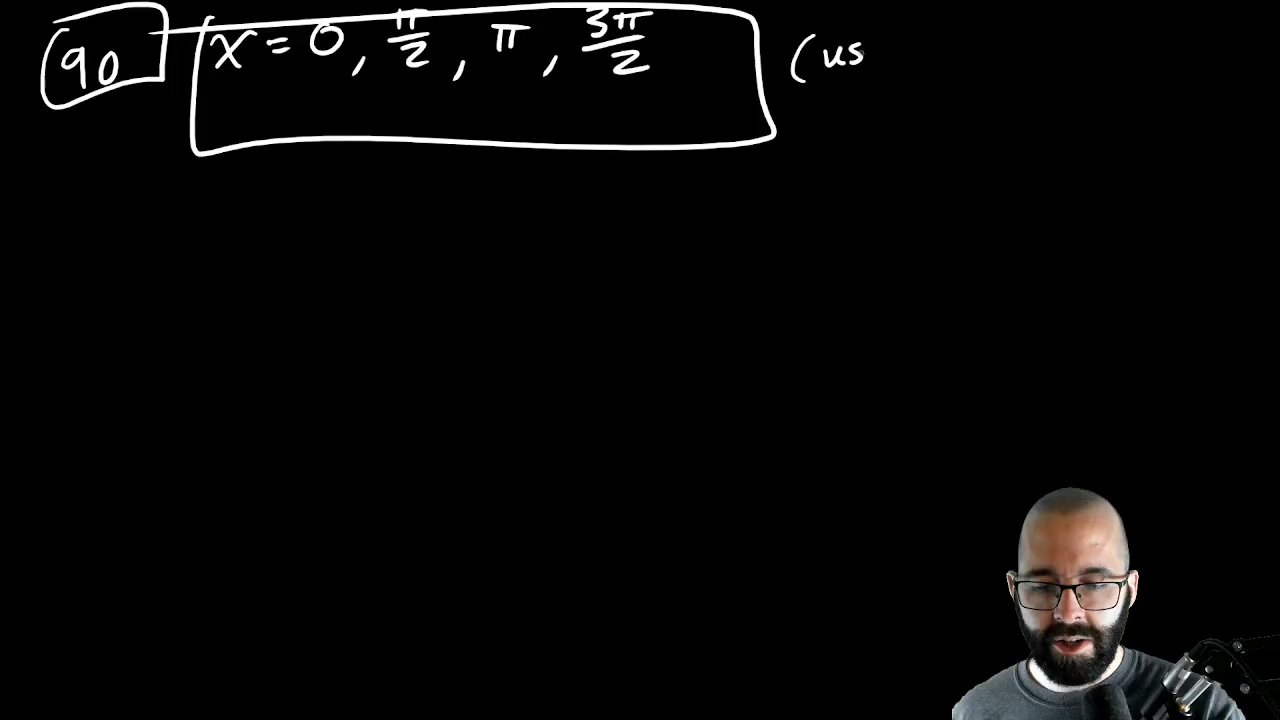 90 x = 0, π/2, π, 3π/2 (us